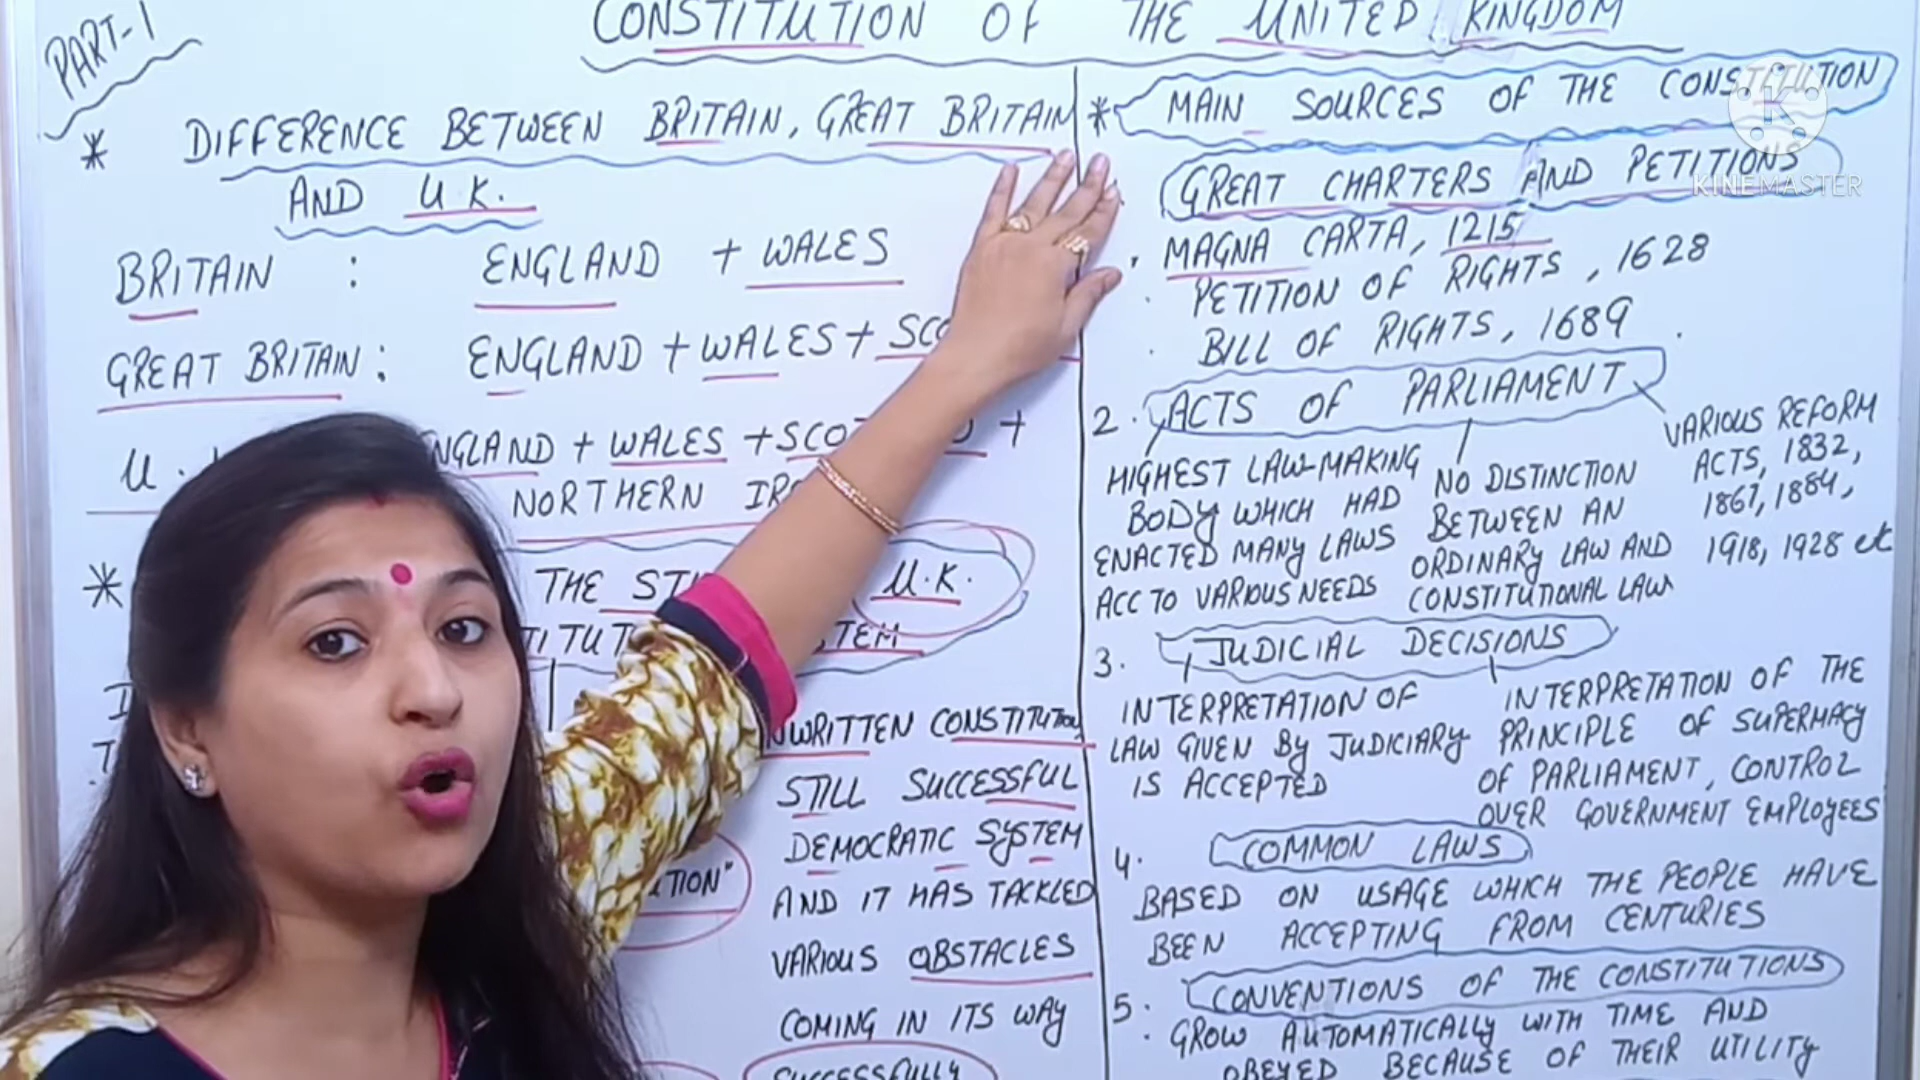 PART-1
CONSTITUTION OF THE UNITED KINGDOM
* DIFFERENCE BETWEEN BRITAIN, GREAT BRITAIN
AND U.K.
BRITAIN : ENGLAND + WALES
GREAT BRITAIN : ENGLAND + WALES +
U. + WALES + +
NORTHERN
* THE U.K.
WRITTEN CONSTITUTION
STILL SUCCESSFUL
DEMOCRATIC SYSTEM
AND IT HAS TACKLED
VARIOUS OBSTACLES
COMING IN ITS WAY
SUCCESSFULLY
* MAIN SOURCES OF THE CONSTITUTION
GREAT CHARTERS AND PETITIONS
. MAGNA CARTA, 1215
. PETITION OF RIGHTS, 1628
. BILL OF RIGHTS, 1689.
2. ACTS OF PARLIAMENT
HIGHEST LAW-MAKING
BODY WHICH HAD
ENACTED MANY LAWS
ACC TO VARIOUS NEEDS
NO DISTINCTION
BETWEEN AN
ORDINARY LAW AND
CONSTITUTIONAL LAW
VARIOUS REFORM
ACTS, 1832,
1867, 1884,
1918, 1928 etc
3. JUDICIAL DECISIONS
INTERPRETATION OF
LAW GIVEN BY JUDICIARY
IS ACCEPTED
INTERPRETATION OF THE
PRINCIPLE OF SUPERMACY
OF PARLIAMENT, CONTROL
OVER GOVERNMENT EMPLOYEES
4. COMMON LAWS
BASED ON USAGE WHICH THE PEOPLE HAVE
BEEN ACCEPTING FROM CENTURIES
5. CONVENTIONS OF THE CONSTITUTIONS
. GROW AUTOMATICALLY WITH TIME AND
OBEYED BECAUSE OF THEIR UTILITY
K
KINEMASTER